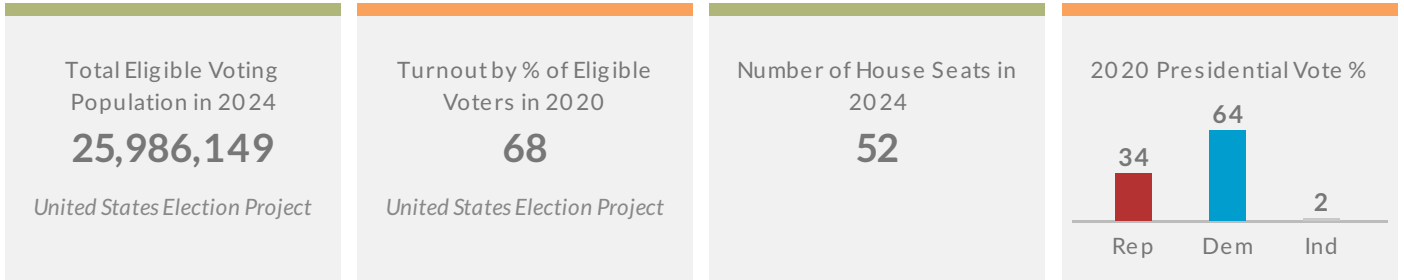 Total Eligible Voting
Population in 2024
25,986,149
United States Election Project
Turnout by % of Eligible
Voters in 2020
68
United States Election Project
Number of House Seats in
2024
52
2020 Presidential Vote %
34
64
2
Rep
Dem
Ind